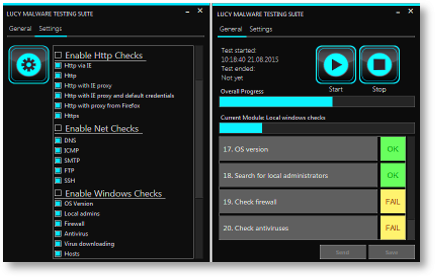 LUCY MALWARE TESTING SUITE
General Settings
Enable Http Checks
Http via IE
Http
Http with IE proxy
Http with IE proxy and default credentials
Http with proxy from Firefox
Https
Enable Net Checks
DNS
ICMP
SMTP
FTP
SSH
Enable Windows Checks
OS Version
Local admins
Firewall
Antivirus
Virus downloading
Hosts
LUCY MALWARE TESTING SUITE
General Settings
Test started:
10:18:40 21.08.2015
Test ended:
Not yet
Start Stop
Overall Progress
Current Module: Local windows checks
17. OS version OK
18. Search for local administrators OK
19. Check firewall FAIL
20. Check antiviruses FAIL
Send Save